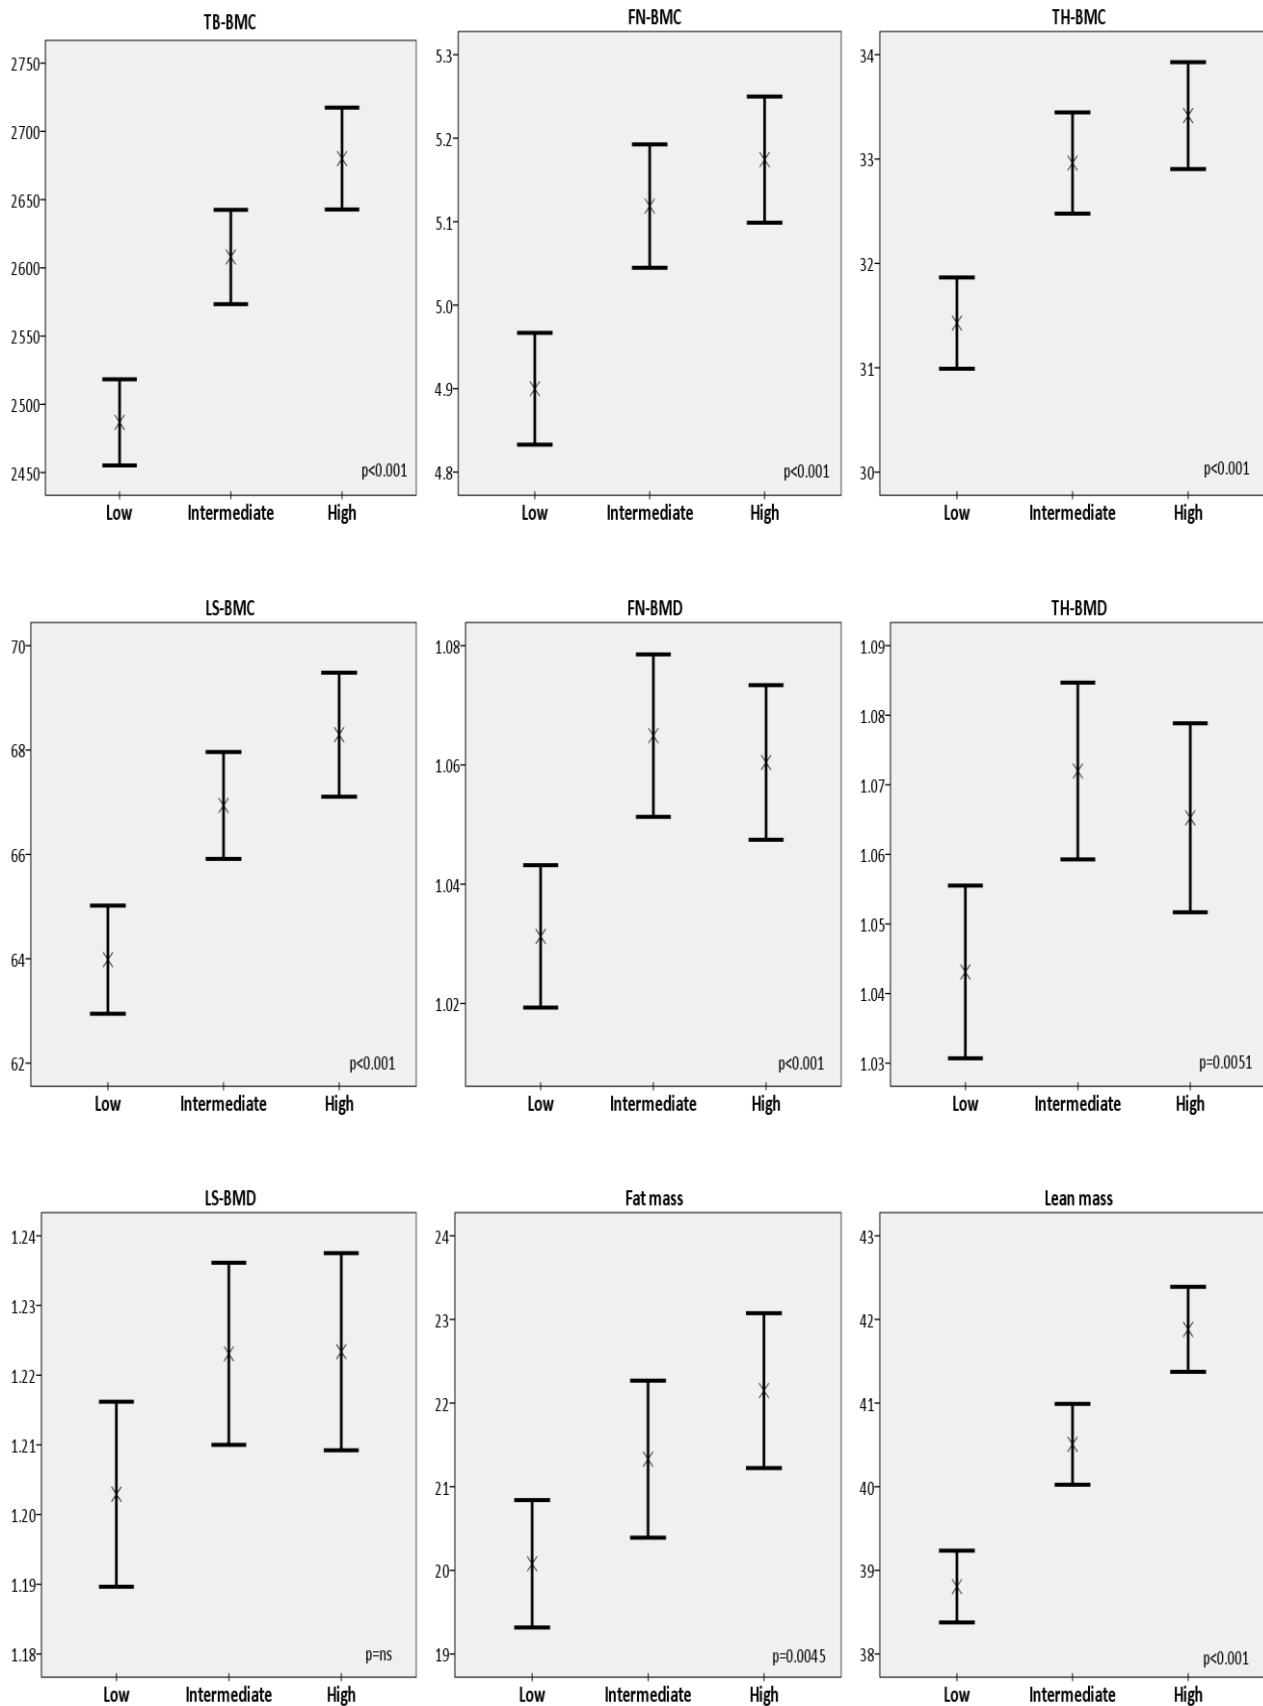 TB-BMC
2750
2700
2650
2600
2550
2500
2450
p<0.001
Low Intermediate High
FN-BMC
5.3
5.2
5.1
5.0
4.9
4.8
p<0.001
Low Intermediate High
TH-BMC
34
33
32
31
30
p<0.001
Low Intermediate High
LS-BMC
70
68
66
64
62
p<0.001
Low Intermediate High
FN-BMD
1.08
1.06
1.04
1.02
p<0.001
Low Intermediate High
TH-BMD
1.09
1.08
1.07
1.06
1.05
1.04
1.03
p=0.0051
Low Intermediate High
LS-BMD
1.24
1.23
1.22
1.21
1.20
1.19
1.18
p=ns
Low Intermediate High
Fat mass
24
23
22
21
20
19
p=0.0045
Low Intermediate High
Lean mass
43
42
41
40
39
38
p<0.001
Low Intermediate High